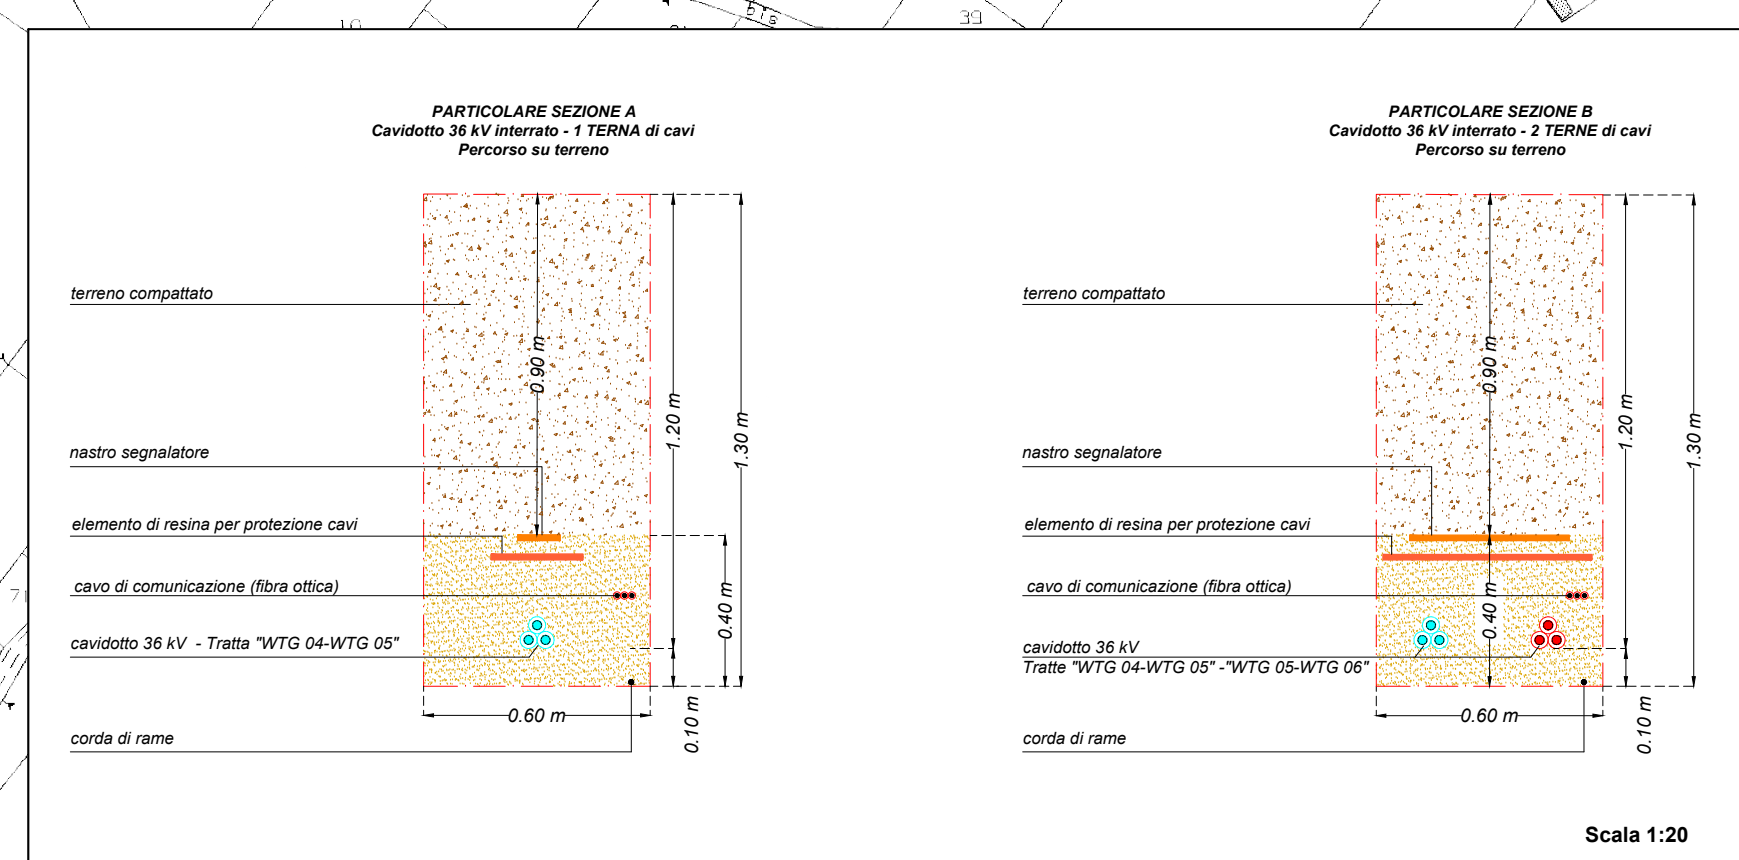 10
bis
39
71
PARTICOLARE SEZIONE A
Cavidotto 36 kV interrato - 1 TERNA di cavi
Percorso su terreno
terreno compattato
nastro segnalatore
elemento di resina per protezione cavi
cavo di comunicazione (fibra ottica)
cavidotto 36 kV - Tratta "WTG 04-WTG 05"
corda di rame
0.90 m
1.20 m
1.30 m
0.40 m
0.10 m
0.60 m
PARTICOLARE SEZIONE B
Cavidotto 36 kV interrato - 2 TERNE di cavi
Percorso su terreno
terreno compattato
nastro segnalatore
elemento di resina per protezione cavi
cavo di comunicazione (fibra ottica)
cavidotto 36 kV
Tratte "WTG 04-WTG 05" -"WTG 05-WTG 06"
corda di rame
0.90 m
1.20 m
1.30 m
0.40 m
0.10 m
0.60 m
Scala 1:20